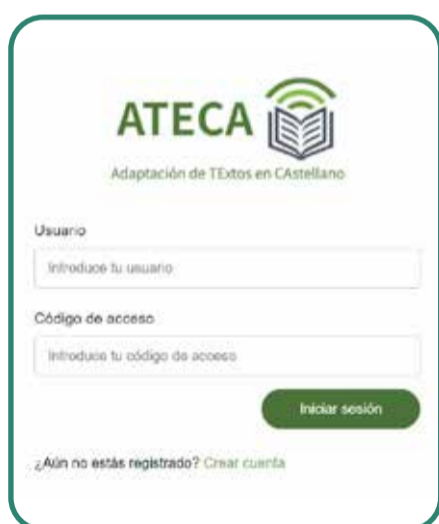 ATECA
Adaptación de TExtos en CAstellano
Usuario
Introduce tu usuario
Código de acceso
Introduce tu código de acceso
Iniciar sesión
¿Aún no estás registrado? Crear cuenta